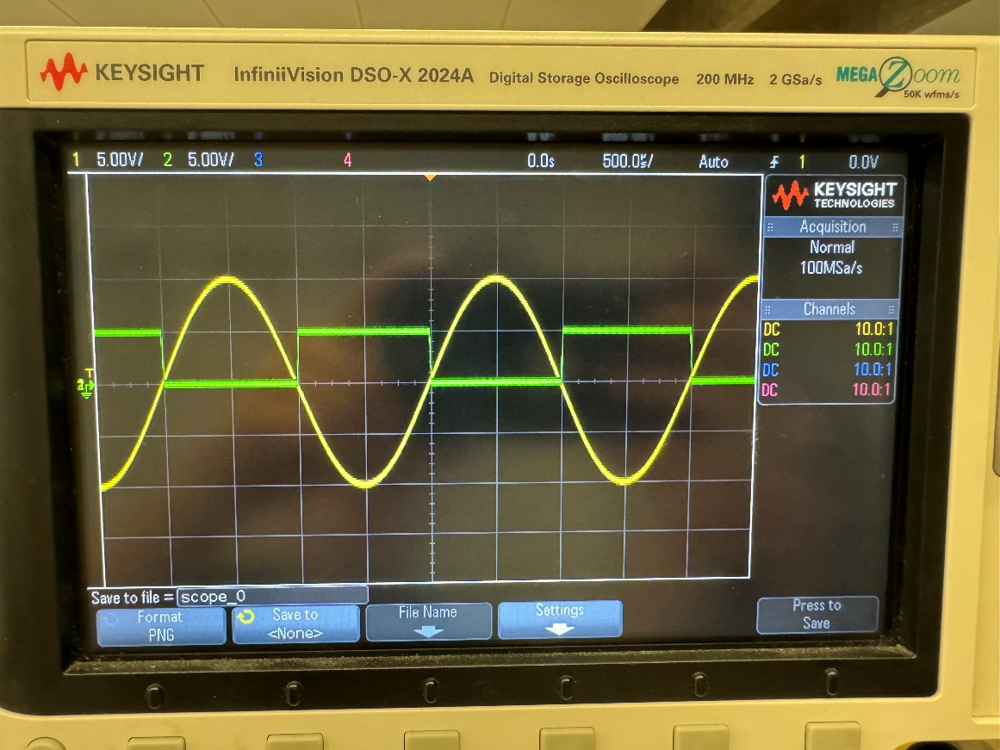 KEYSIGHT InfiniiVision DSO-X 2024A Digital Storage Oscilloscope 200 MHz 2 GSa/s MEGA Zoom
50K wfms/s
1 5.00V/ 2 5.00V/ 3 4 0.0s 500.0µs/ Auto 1 0.0V
KEYSIGHT
TECHNOLOGIES
Acquisition
Normal
100MSa/s
Channels
DC 10.0:1
DC 10.0:1
DC 10.0:1
DC 10.0:1
T
Save to file = scope_0
Format
PNG
Save to
<None>
File Name
Settings
Press to
Save